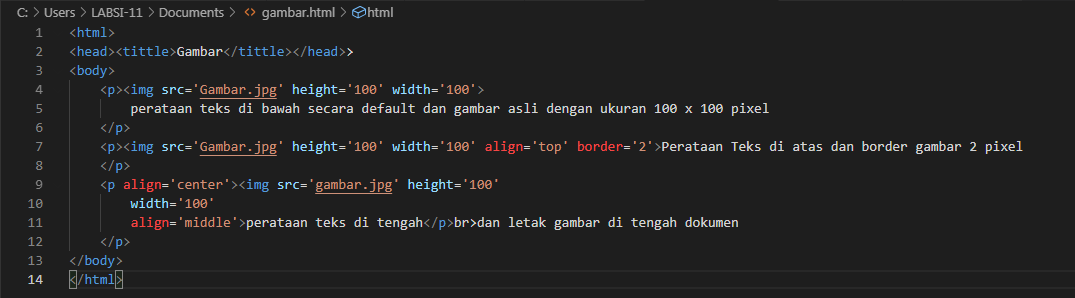 C: > Users > LABSI-11 > Documents > <> gambar.html > html
1 <html>
2 <head><tittle>Gambar</tittle></head>>
3 <body>
4 <p><img src='Gambar.jpg' height='100' width='100'>
5 perataan teks di bawah secara default dan gambar asli dengan ukuran 100 x 100 pixel
6 </p>
7 <p><img src='Gambar.jpg' height='100' width='100' align='top' border='2'>Perataan Teks di atas dan border gambar 2 pixel
8 </p>
9 <p align='center'><img src='gambar.jpg' height='100'
10 width='100'
11 align='middle'>perataan teks di tengah</p>br>dan letak gambar di tengah dokumen
12 </p>
13 </body>
14 </html>